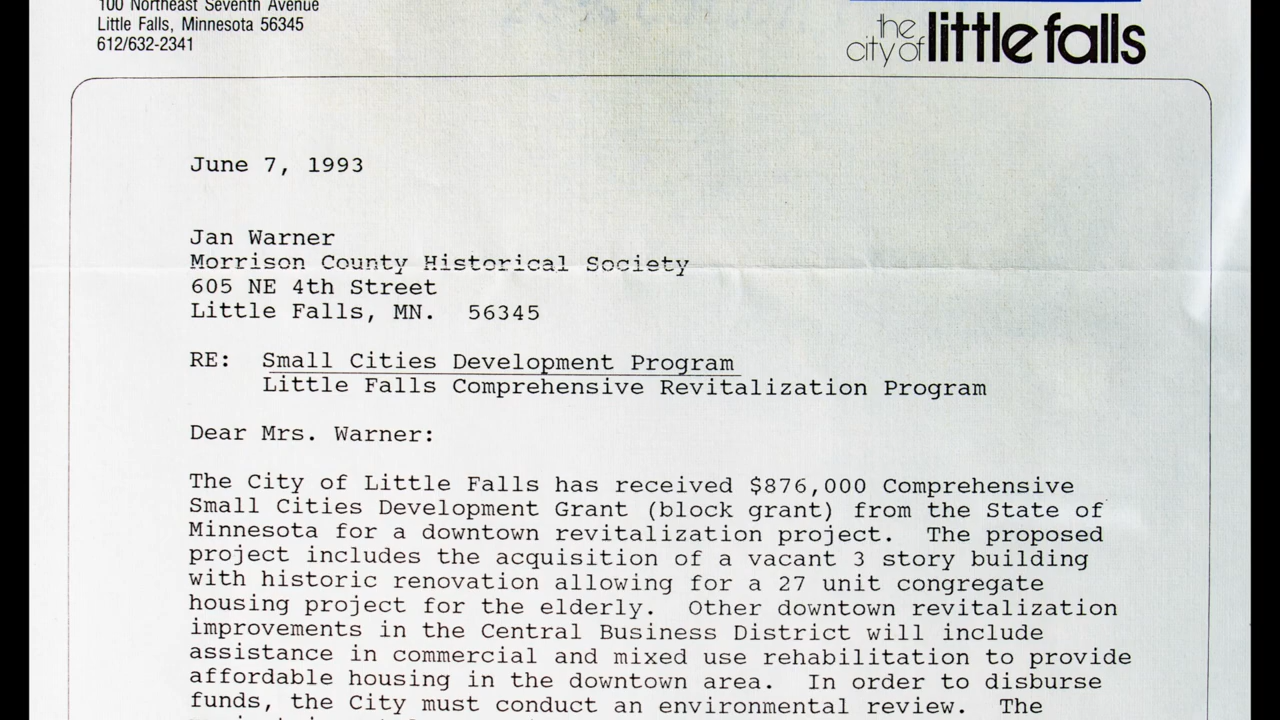 100 Northeast Seventh Avenue
Little Falls, Minnesota 56345
612/632-2341
the city of little falls
June 7, 1993
Jan Warner
Morrison County Historical Society
605 NE 4th Street
Little Falls, MN. 56345
RE: Small Cities Development Program
Little Falls Comprehensive Revitalization Program
Dear Mrs. Warner:
The City of Little Falls has received $876,000 Comprehensive
Small Cities Development Grant (block grant) from the State of
Minnesota for a downtown revitalization project. The proposed
project includes the acquisition of a vacant 3 story building
with historic renovation allowing for a 27 unit congregate
housing project for the elderly. Other downtown revitalization
improvements in the Central Business District will include
assistance in commercial and mixed use rehabilitation to provide
affordable housing in the downtown area. In order to disburse
funds, the City must conduct an environmental review. The